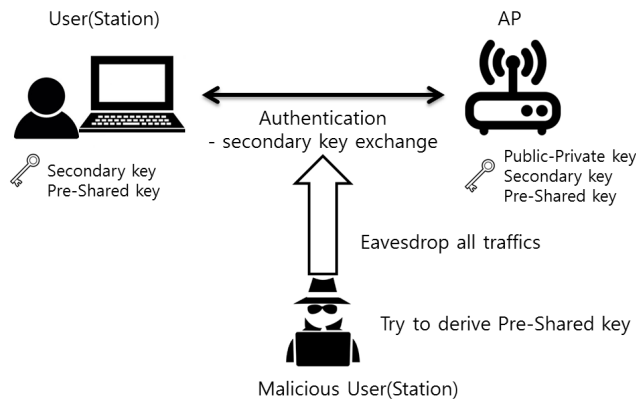 User(Station)
AP
Authentication
- secondary key exchange
Secondary key
Pre-Shared key
Public-Private key
Secondary key
Pre-Shared key
Eavesdrop all traffics
Try to derive Pre-Shared key
Malicious User(Station)